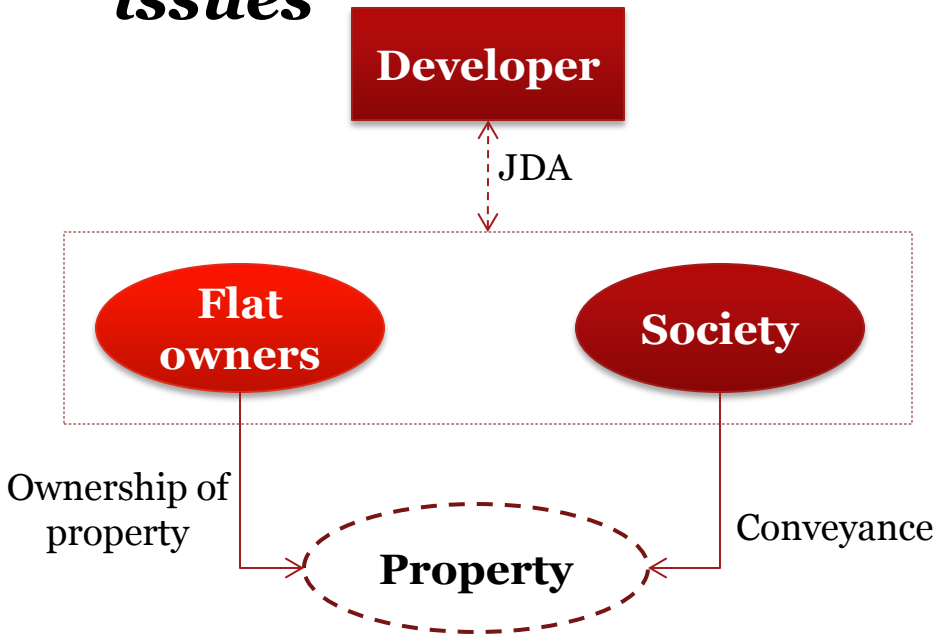 issues
Developer
JDA
Flat
owners
Society
Ownership of
property
Conveyance
Property